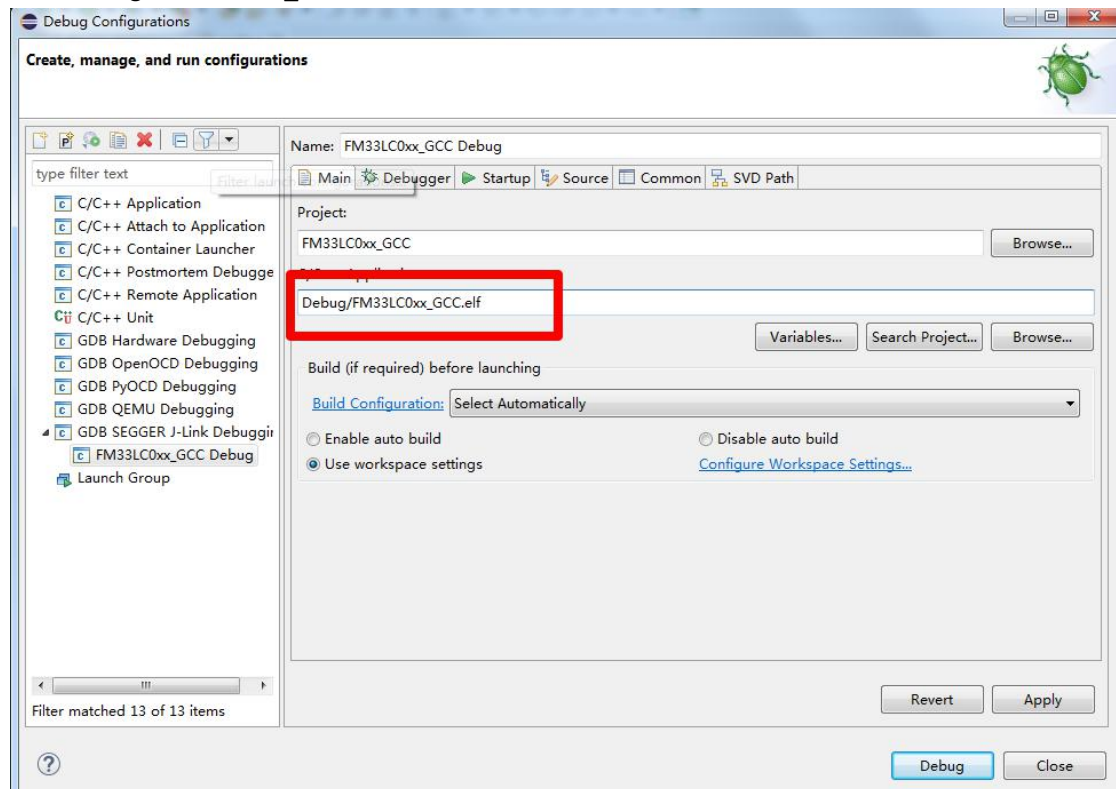 Debug Configurations
Create, manage, and run configurations
Name: FM33LC0xx_GCC Debug
type filter text
Main Debugger Startup Source Common SVD Path
C/C++ Application
C/C++ Attach to Application
C/C++ Container Launcher
C/C++ Postmortem Debugge
C/C++ Remote Application
C/C++ Unit
GDB Hardware Debugging
GDB OpenOCD Debugging
GDB PyOCD Debugging
GDB QEMU Debugging
GDB SEGGER J-Link Debuggin
FM33LC0xx_GCC Debug
Launch Group
Filter matched 13 of 13 items
Project:
FM33LC0xx_GCC
Browse...
Debug/FM33LC0xx_GCC.elf
Variables... Search Project... Browse...
Build (if required) before launching
Build Configuration: Select Automatically
Enable auto build Disable auto build
Use workspace settings Configure Workspace Settings...
Revert Apply
Debug Close